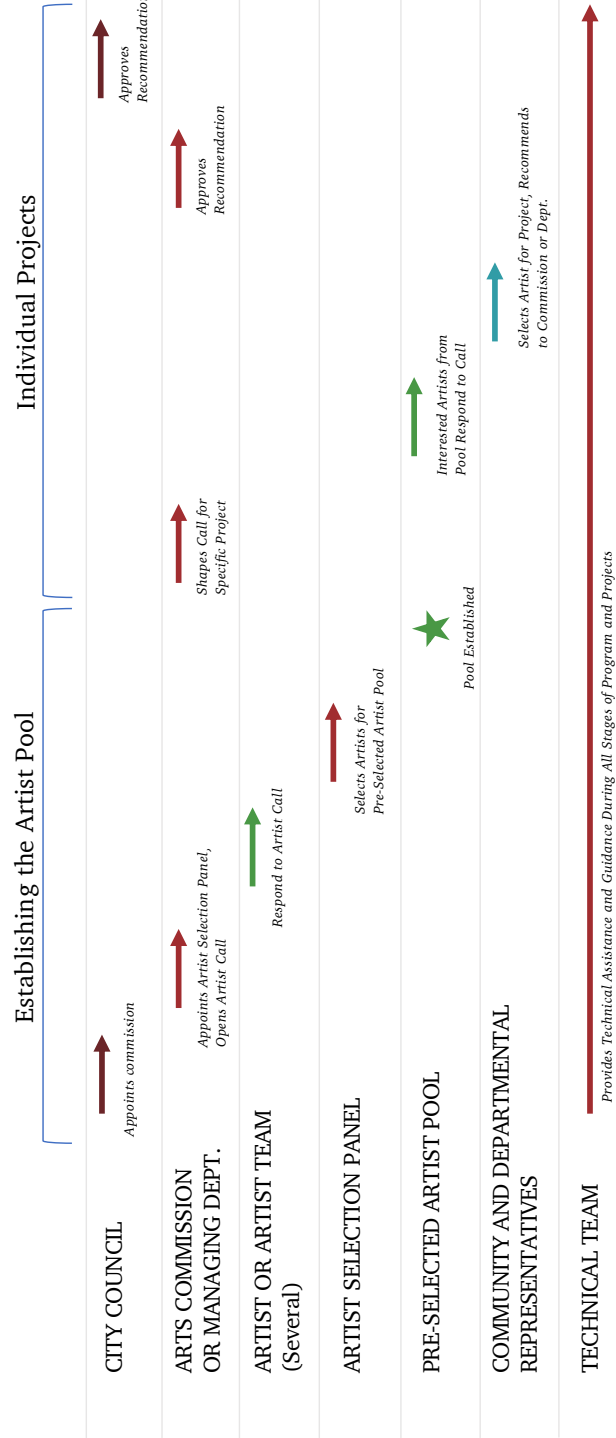 Establishing the Artist Pool
Individual Projects
CITY COUNCIL
Appoints commission
Approves
Recommendation
ARTS COMMISSION
OR MANAGING DEPT.
Appoints Artist Selection Panel,
Opens Artist Call
Shapes Call for
Specific Project
Approves
Recommendation
ARTIST OR ARTIST TEAM
(Several)
Respond to Artist Call
ARTIST SELECTION PANEL
Selects Artists for
Pre-Selected Artist Pool
PRE-SELECTED ARTIST POOL
Pool Established
Interested Artists from
Pool Respond to Call
COMMUNITY AND DEPARTMENTAL
REPRESENTATIVES
Selects Artist for Project, Recommends
to Commission or Dept.
TECHNICAL TEAM
Provides Technical Assistance and Guidance During All Stages of Program and Projects